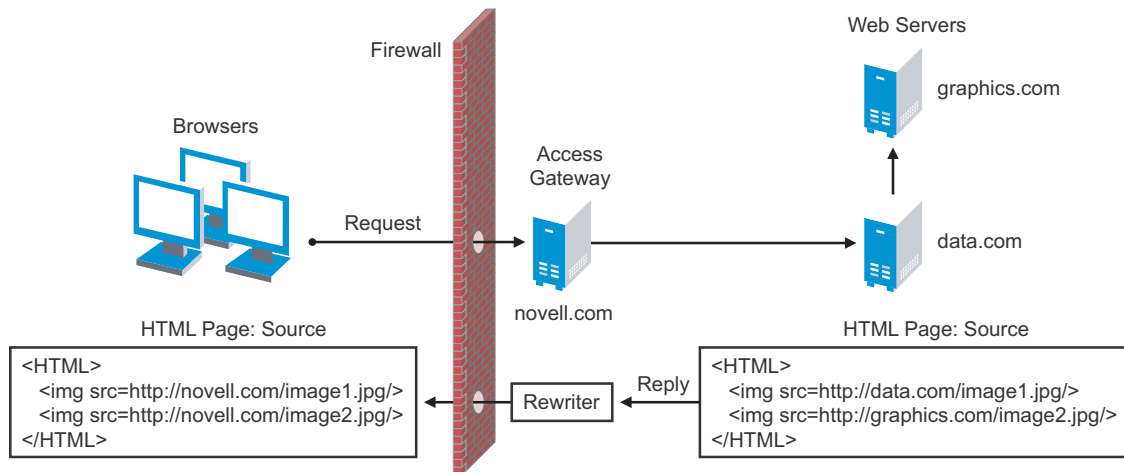 Web Servers
Firewall
graphics.com
Browsers
Access
Gateway
Request
data.com
novell.com
HTML Page: Source
HTML Page: Source
<HTML>
<img src=http://novell.com/image1.jpg/>
<img src=http://novell.com/image2.jpg/>
</HTML>
Rewriter
Reply
<HTML>
<img src=http://data.com/image1.jpg/>
<img src=http://graphics.com/image2.jpg/>
</HTML>